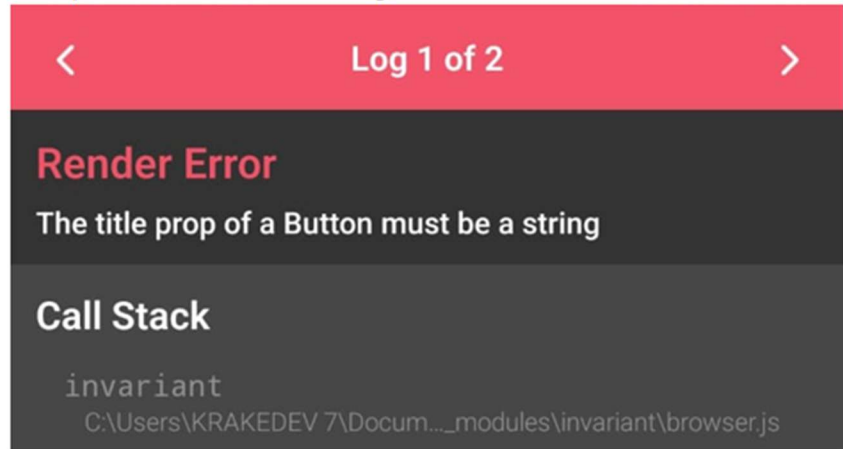 Log 1 of 2
Render Error
The title prop of a Button must be a string
Call Stack
invariant
C:\Users\KRAKEDEV 7\Docum..._modules\invariant\browser.js